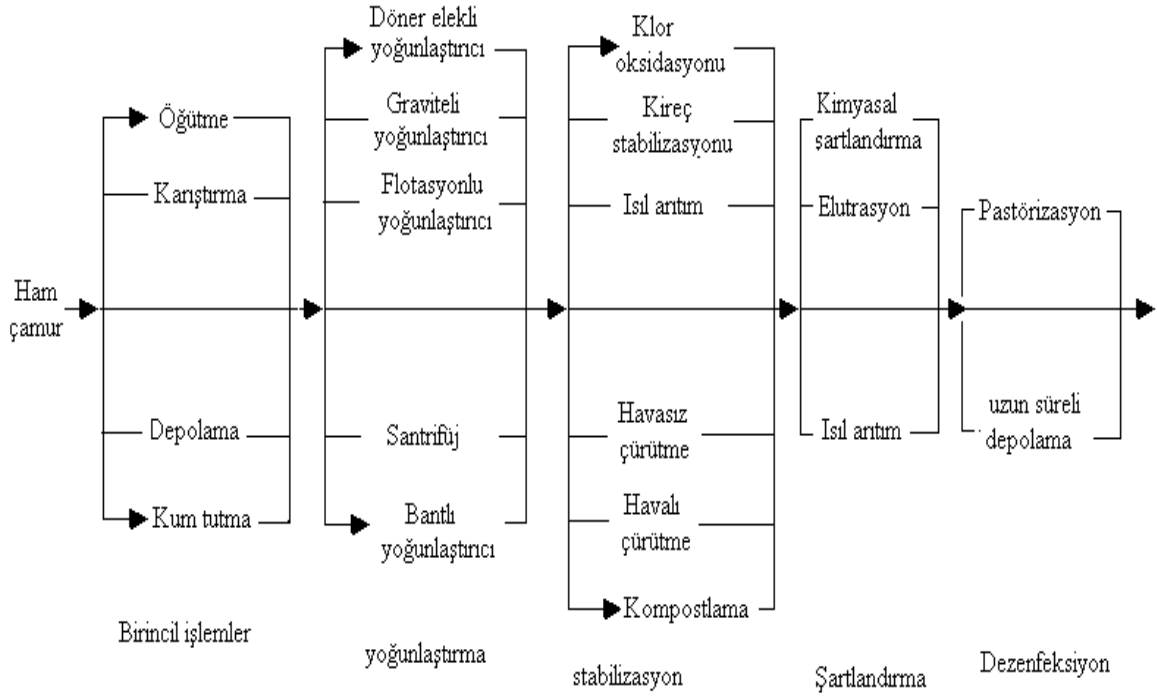 Ham
çamur
Öğütme
Karıştırma
Depolama
Kum tutma
Birincil işlemler
Döner elekli
yoğunlaştırıcı
Graviteli
yoğunlaştırıcı
Flotasyonlu
yoğunlaştırıcı
Santrifüj
Bantlı
yoğunlaştırıcı
yoğunlaştırma
Klor
oksidasyonu
Kireç
stabilizasyonu
Isıl arıtım
Havasız
çürütme
Havalı
çürütme
Kompostlama
stabilizasyon
Kimyasal
şartlandırma
Elutrasyon
Isıl arıtım
Şartlandırma
Pastörizasyon
uzun süreli
depolama
Dezenfeksiyon